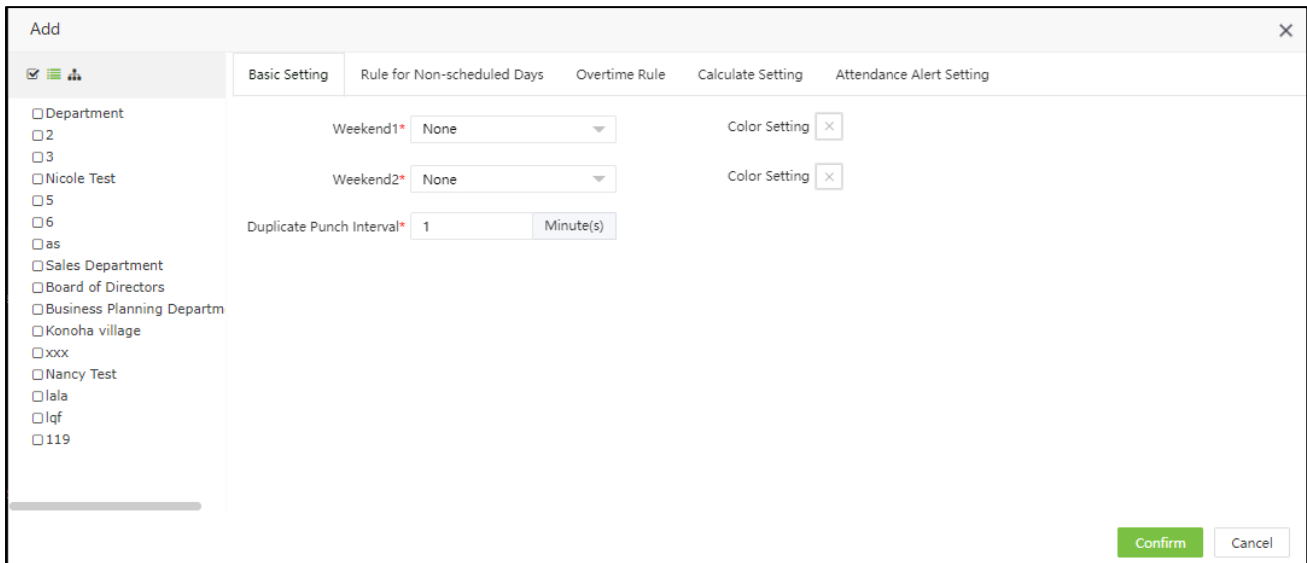 Add
Basic Setting
Rule for Non-scheduled Days
Overtime Rule
Calculate Setting
Attendance Alert Setting
Department
2
3
Nicole Test
5
6
as
Sales Department
Board of Directors
Business Planning Departm
Konoha village
xxx
Nancy Test
lala
lqf
119
Weekend1* None
Color Setting
Weekend2* None
Color Setting
Duplicate Punch Interval* 1 Minute(s)
Confirm
Cancel